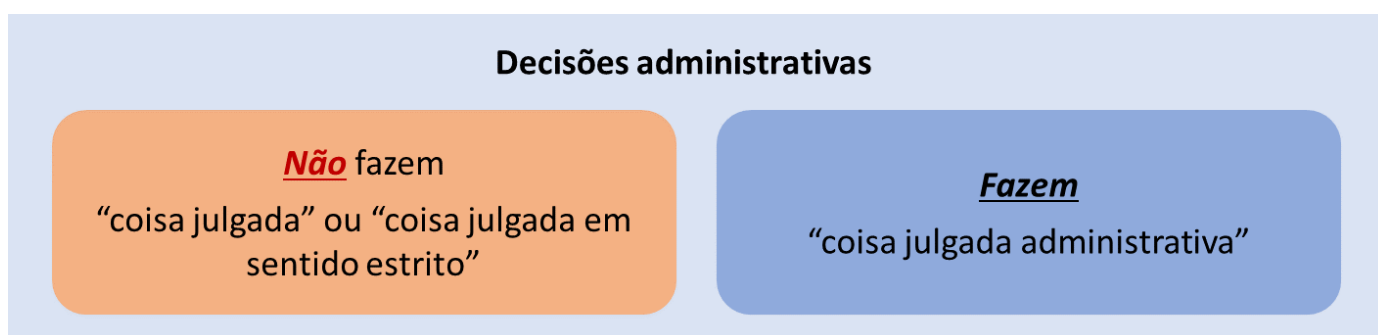 Decisões administrativas
Não fazem
“coisa julgada” ou “coisa julgada em
sentido estrito”
Fazem
“coisa julgada administrativa”